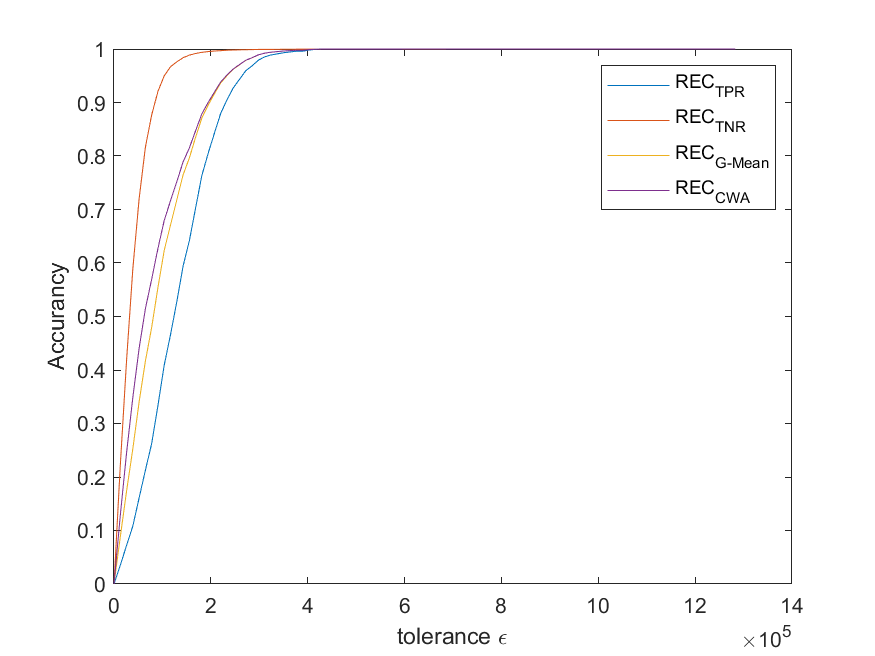 1
0.9
0.8
0.7
0.6
0.5
0.4
0.3
0.2
0.1
0
Accurancy
REC_TPR
REC_TNR
REC_G-Mean
REC_CWA
0 2 4 6 8 10 12 14
×10^5
tolerance ϵ